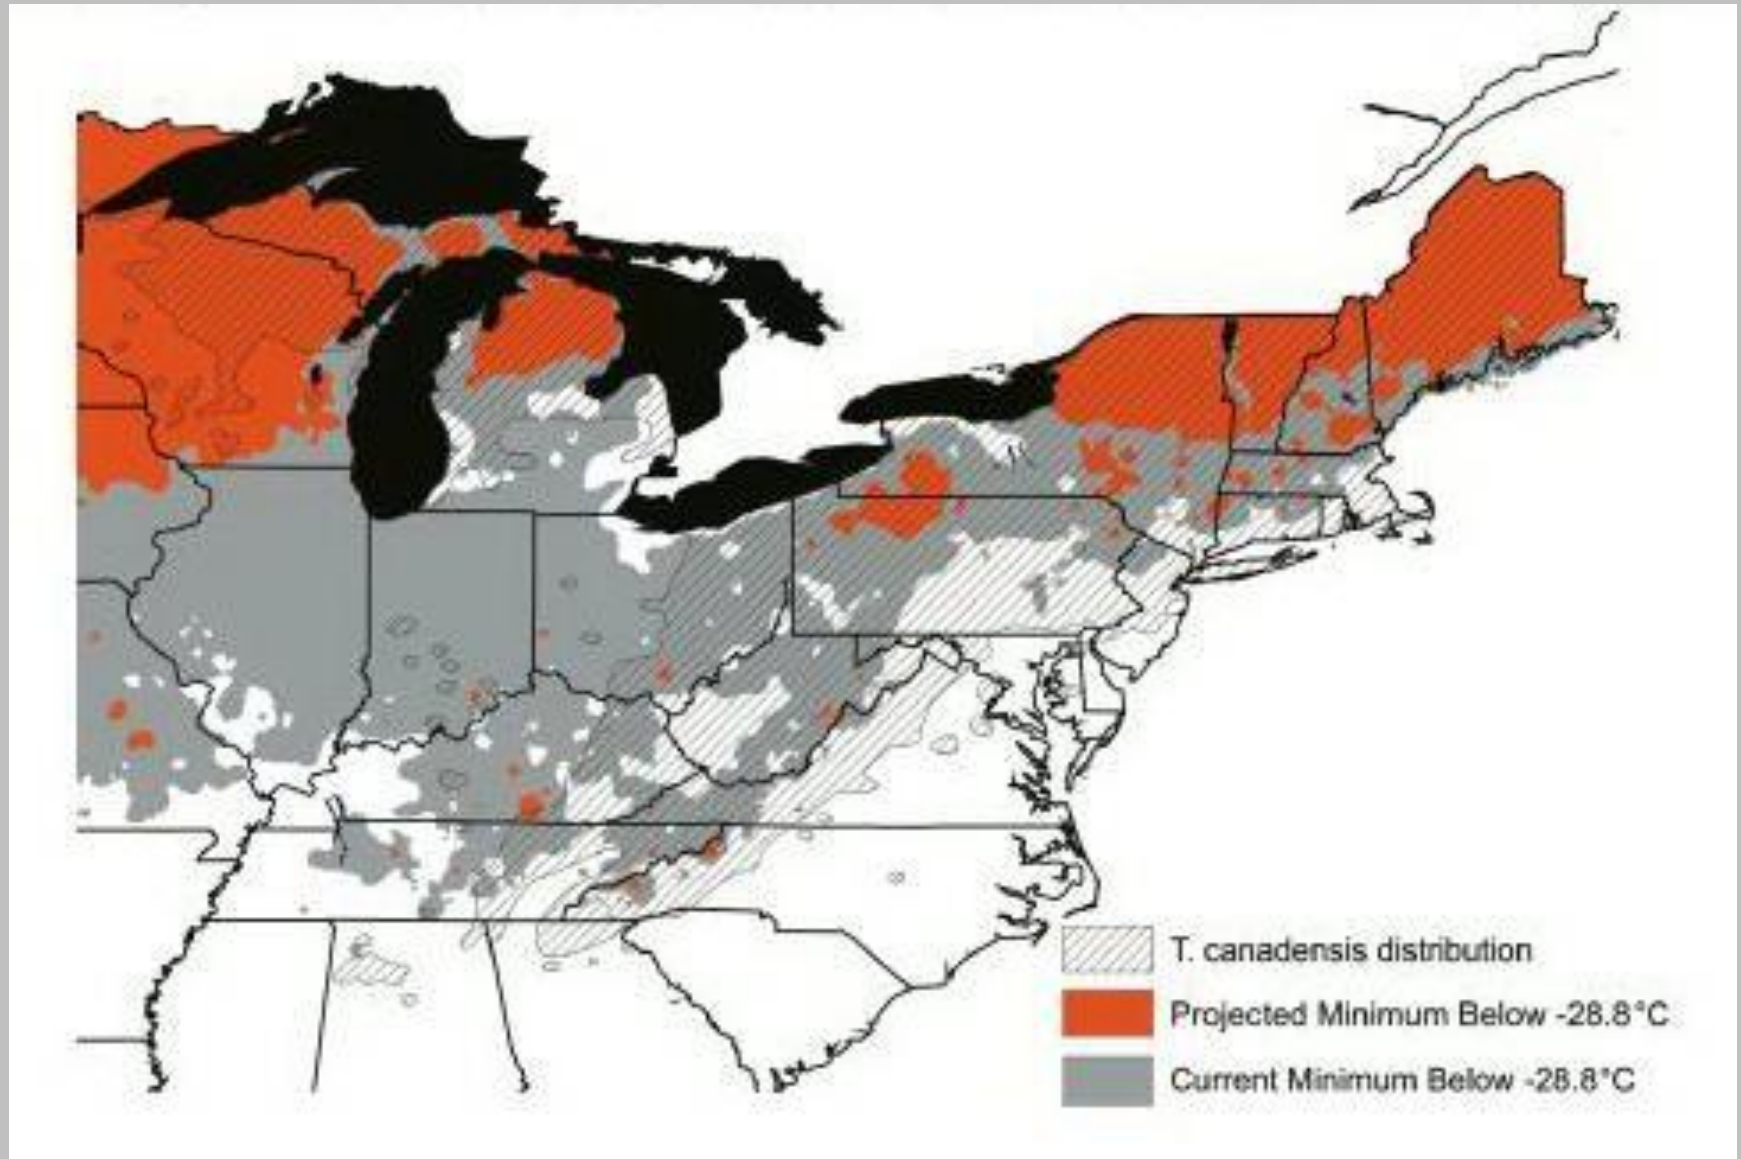 T. canadensis distribution
Projected Minimum Below -28.8°C
Current Minimum Below -28.8°C